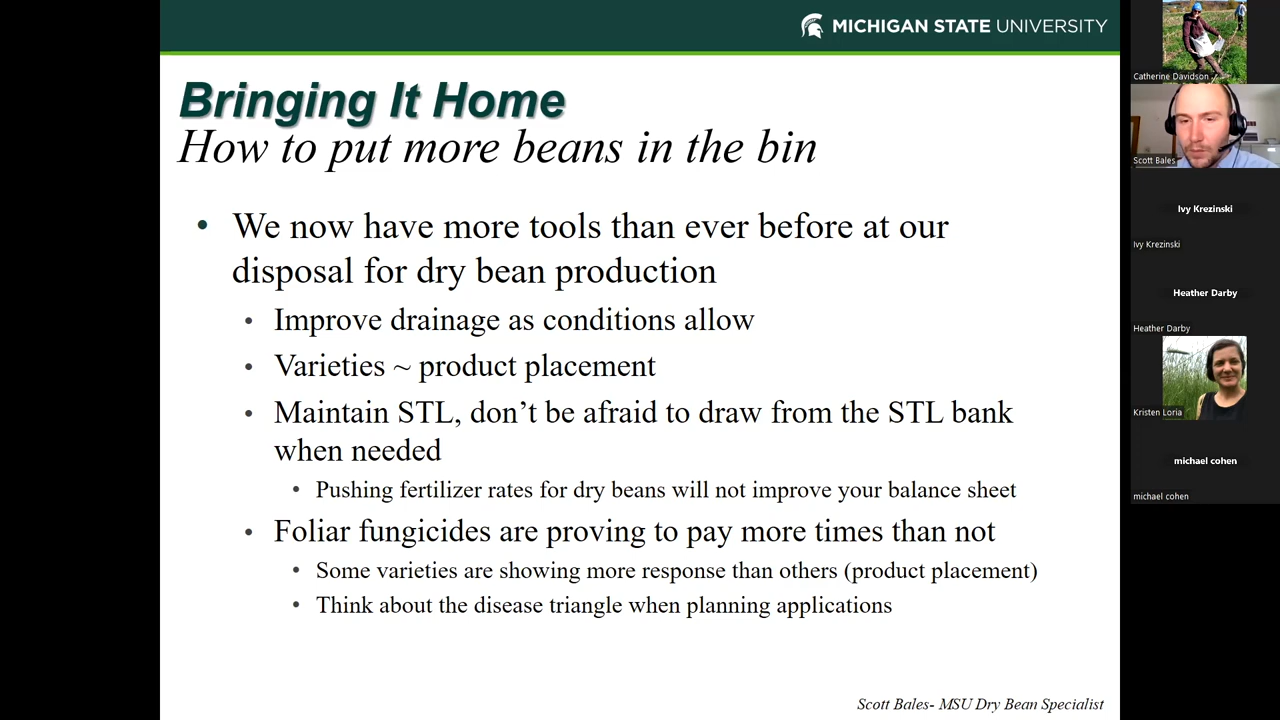 MICHIGAN STATE UNIVERSITY
Bringing It Home
How to put more beans in the bin
• We now have more tools than ever before at our
disposal for dry bean production
• Improve drainage as conditions allow
• Varieties ~ product placement
• Maintain STL, don't be afraid to draw from the STL bank
when needed
• Pushing fertilizer rates for dry beans will not improve your balance sheet
• Foliar fungicides are proving to pay more times than not
• Some varieties are showing more response than others (product placement)
• Think about the disease triangle when planning applications
Scott Bales- MSU Dry Bean Specialist
Catherine Davidson
Scott Bales
Ivy Krezinski
Ivy Krezinski
Heather Darby
Heather Darby
Kristen Loria
michael cohen
michael cohen